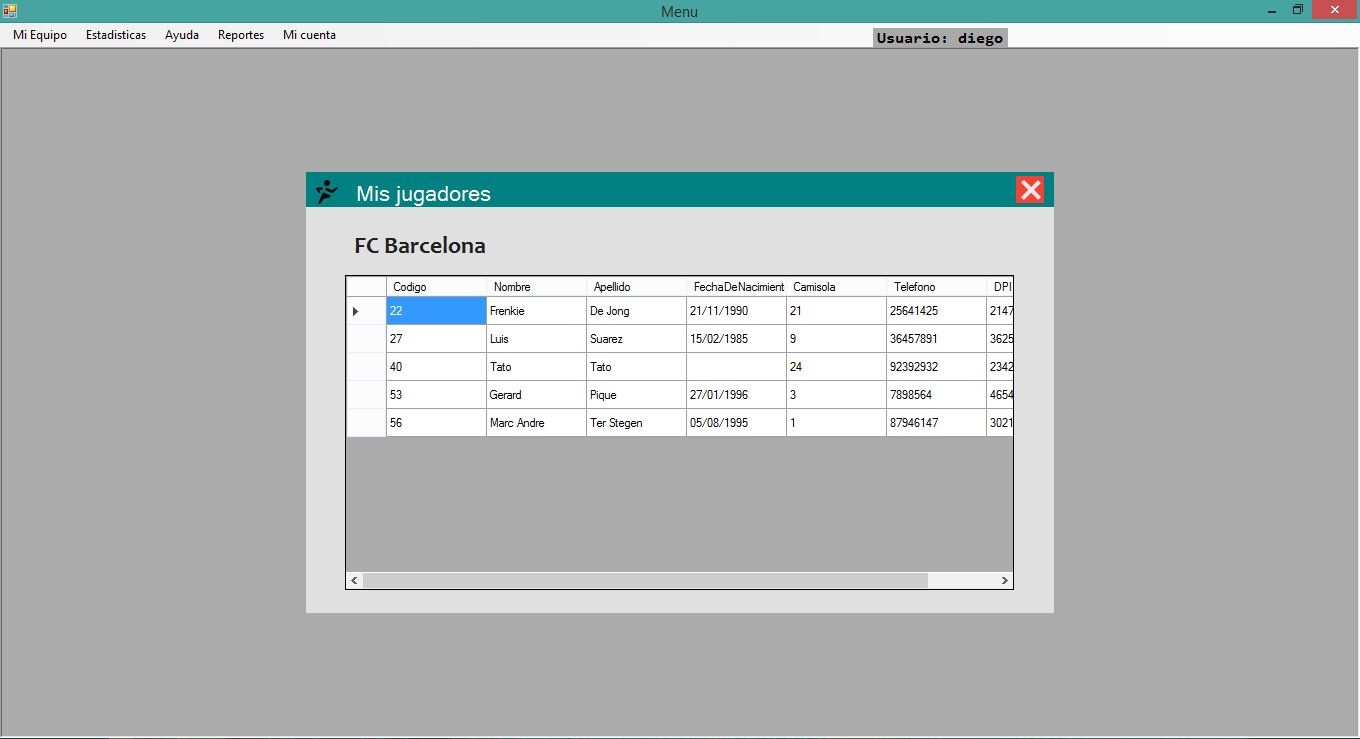 Menu
Mi Equipo Estadisticas Ayuda Reportes Mi cuenta Usuario: diego
Mis jugadores
FC Barcelona
Codigo Nombre Apellido FechaDeNacimient Camisola Telefono DPI
22 Frenkie De Jong 21/11/1990 21 25641425 2147
27 Luis Suarez 15/02/1985 9 36457891 3625
40 Tato Tato 24 92392932 2342
53 Gerard Pique 27/01/1996 3 7898564 4654
56 Marc Andre Ter Stegen 05/08/1995 1 87946147 3021